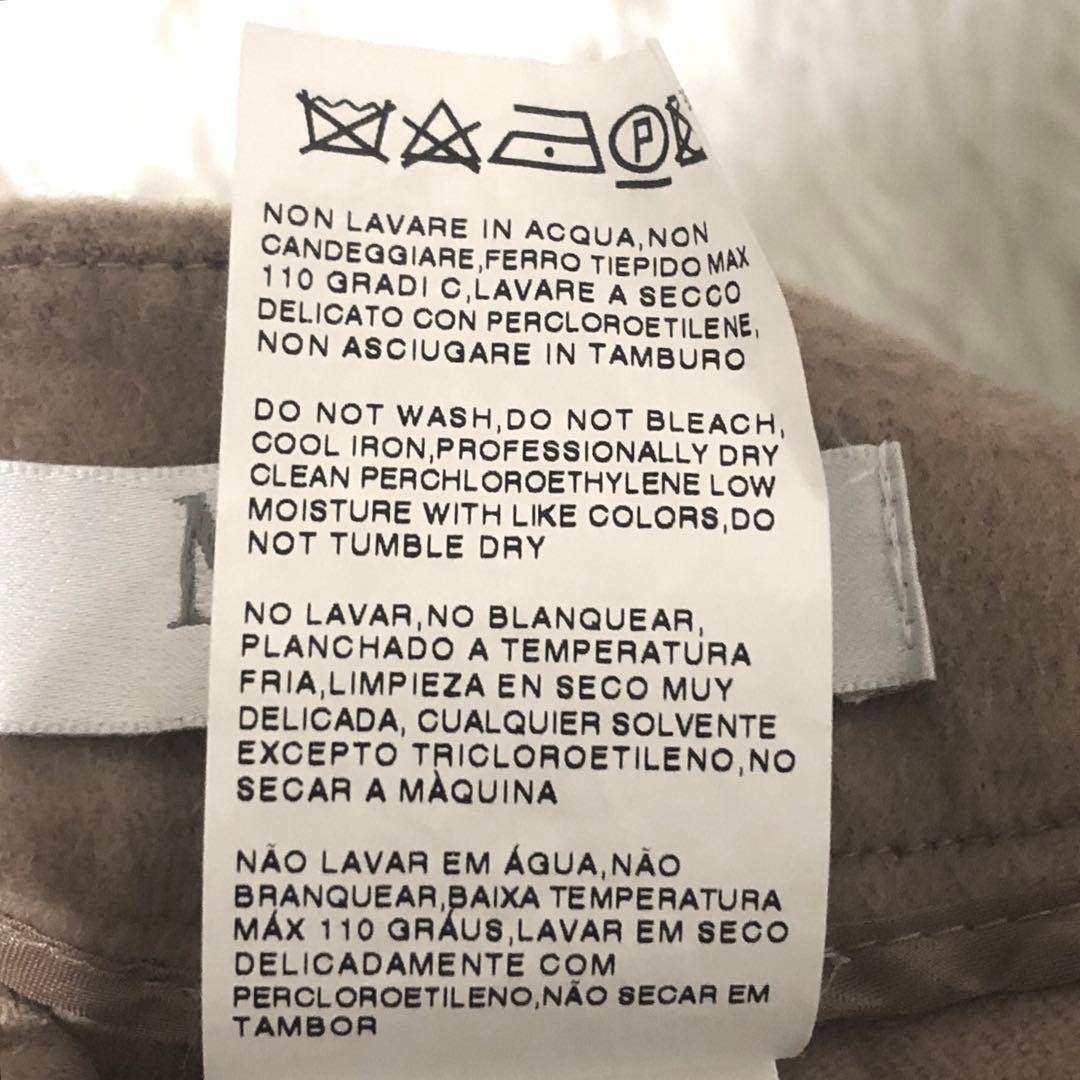 P
NON LAVARE IN ACQUA,NON
CANDEGGIARE,FERRO TIEPIDO MAX
110 GRADI C,LAVARE A SECCO
DELICATO CON PERCLOROETILENE,
NON ASCIUGARE IN TAMBURO
DO NOT WASH,DO NOT BLEACH,
COOL IRON,PROFESSIONALLY DRY
CLEAN PERCHLOROETHYLENE LOW
MOISTURE WITH LIKE COLORS,DO
NOT TUMBLE DRY
NO LAVAR,NO BLANQUEAR,
PLANCHADO A TEMPERATURA
FRIA,LIMPIEZA EN SECO MUY
DELICADA, CUALQUIER SOLVENTE
EXCEPTO TRICLOROETILENO,NO
SECAR A MÀQUINA
NÃO LAVAR EM ÁGUA,NÃO
BRANQUEAR,BAIXA TEMPERATURA
MÁX 110 GRÁUS,LAVAR EM SECO
DELICADAMENTE COM
PERCLOROETILENO,NÃO SECAR EM
TAMBOR